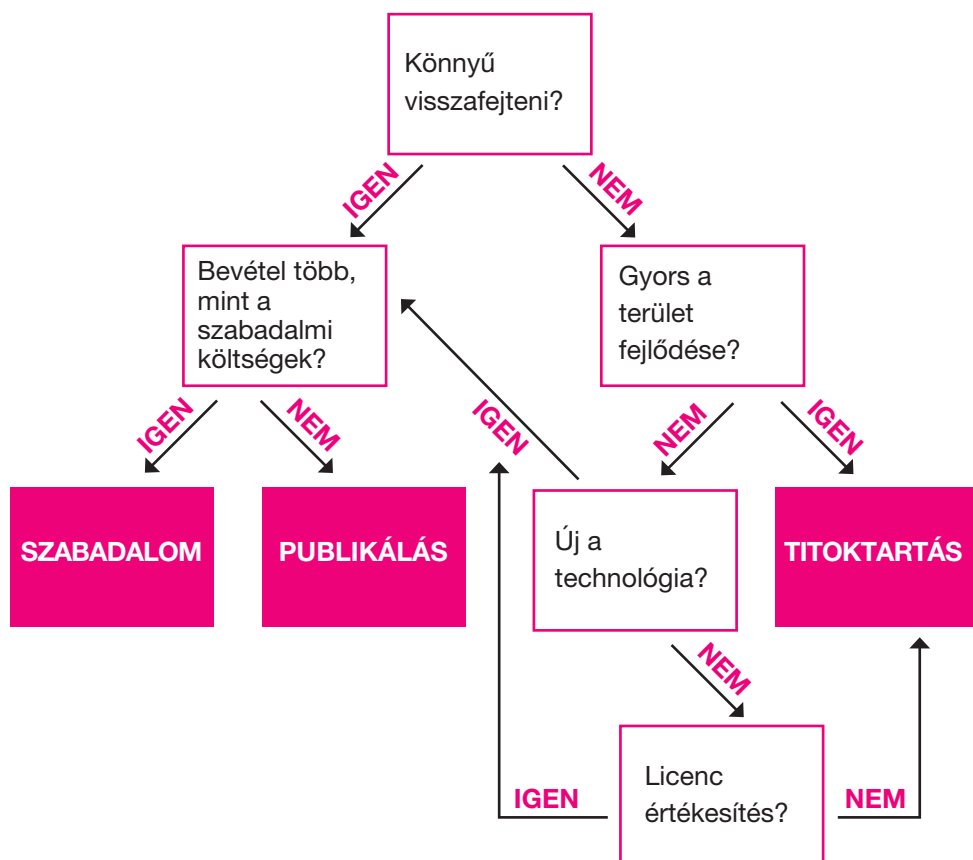 Könnyű
visszafejteni?
IGEN
NEM
Bevétel több,
mint a
szabadalmi
költségek?
Gyors a
terület
fejlődése?
IGEN
NEM
IGEN
NEM
IGEN
SZABADALOM
PUBLIKÁLÁS
Új a
technológia?
TITOKTARTÁS
NEM
Licenc
értékesítés?
IGEN
NEM